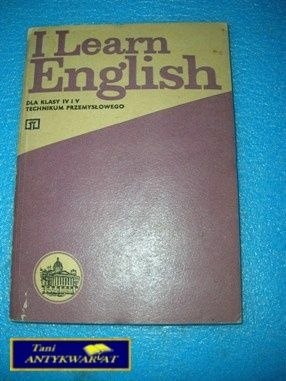 I Learn
English
DLA KLASY IV I V
TECHNIKUM PRZEMYSŁOWEGO
Tani
ANTYKWARIAT